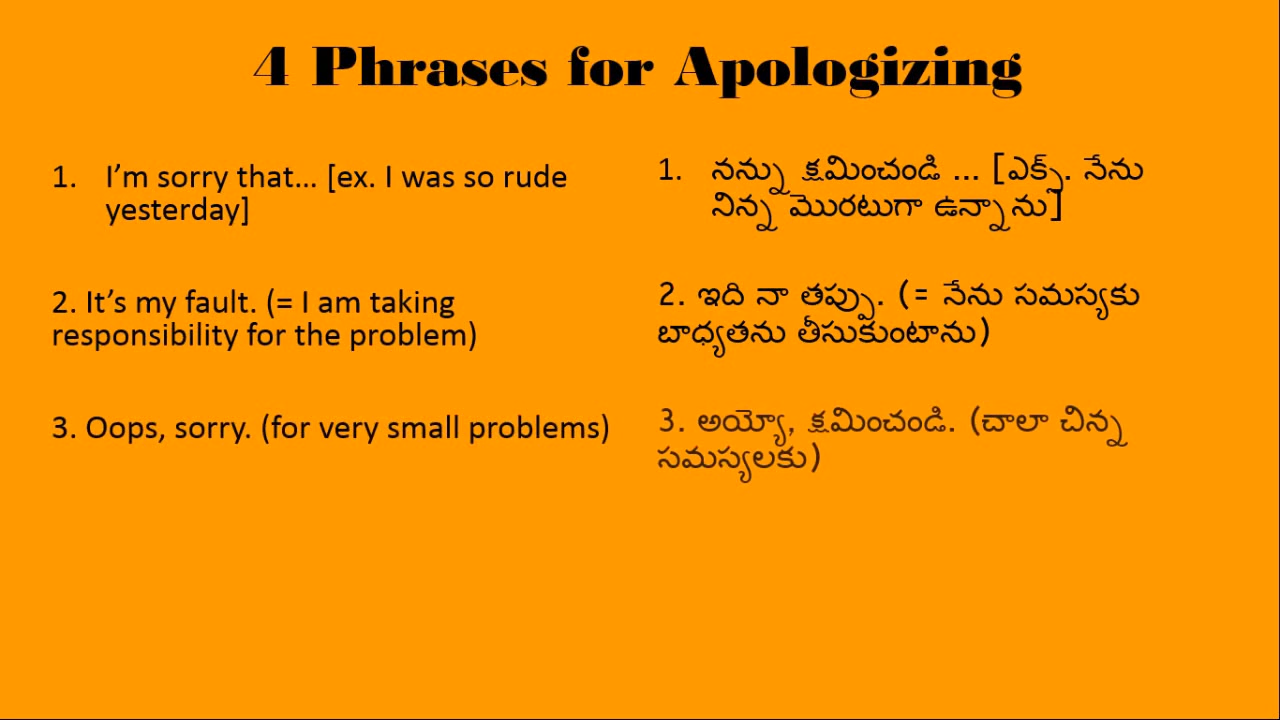 4 Phrases for Apologizing
1. I’m sorry that... [ex. I was so rude
yesterday]
2. It’s my fault. (= I am taking
responsibility for the problem)
3. Oops, sorry. (for very small problems)
1. నన్ను క్షమించండి ... [ఎక్స్. నేను
నిన్న మొరటుగా ఉన్నాను]
2. ఇది నా తప్పు. (= నేను సమస్యకు
బాధ్యతను తీసుకుంటాను)
3. అయ్యో, క్షమించండి. (చాలా చిన్న
సమస్యలకు)